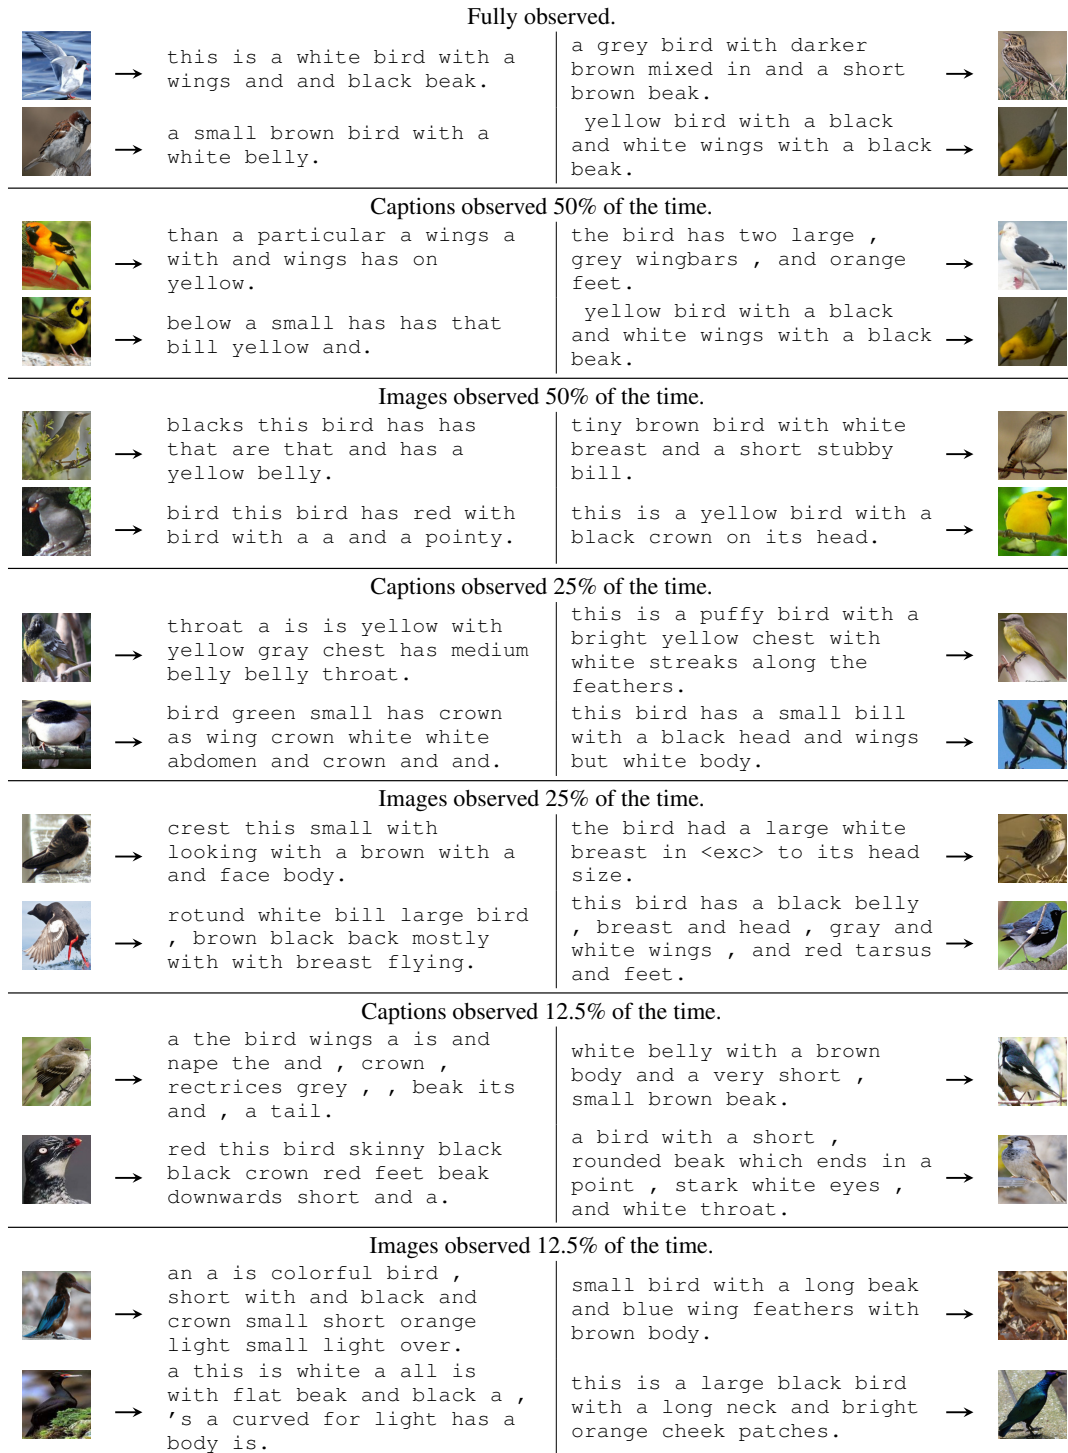 Fully observed.
this is a white bird with a
wings and and black beak.
a grey bird with darker
brown mixed in and a short
brown beak.
a small brown bird with a
white belly.
yellow bird with a black
and white wings with a black
beak.
Captions observed 50% of the time.
than a particular a wings a
with and wings has on
yellow.
the bird has two large ,
grey wingbars , and orange
feet.
below a small has has that
bill yellow and.
yellow bird with a black
and white wings with a black
beak.
Images observed 50% of the time.
blacks this bird has has
that are that and has a
yellow belly.
tiny brown bird with white
breast and a short stubby
bill.
bird this bird has red with
bird with a a and a pointy.
this is a yellow bird with a
black crown on its head.
Captions observed 25% of the time.
throat a is is yellow with
yellow gray chest has medium
belly belly throat.
this is a puffy bird with a
bright yellow chest with
white streaks along the
feathers.
bird green small has crown
as wing crown white white
abdomen and crown and and.
this bird has a small bill
with a black head and wings
but white body.
Images observed 25% of the time.
crest this small with
looking with a brown with a
and face body.
the bird had a large white
breast in <exc> to its head
size.
rotund white bill large bird
, brown black back mostly
with with breast flying.
this bird has a black belly
, breast and head , gray and
white wings , and red tarsus
and feet.
Captions observed 12.5% of the time.
a the bird wings a is and
nape the and , crown ,
rectrices grey , , beak its
and , a tail.
white belly with a brown
body and a very short ,
small brown beak.
red this bird skinny black
black crown red feet beak
downwards short and a.
a bird with a short ,
rounded beak which ends in a
point , stark white eyes ,
and white throat.
Images observed 12.5% of the time.
an a is colorful bird ,
short with and black and
crown small short orange
light small light over.
small bird with a long beak
and blue wing feathers with
brown body.
a this is white a all is
with flat beak and black a ,
's a curved for light has a
body is.
this is a large black bird
with a long neck and bright
orange cheek patches.